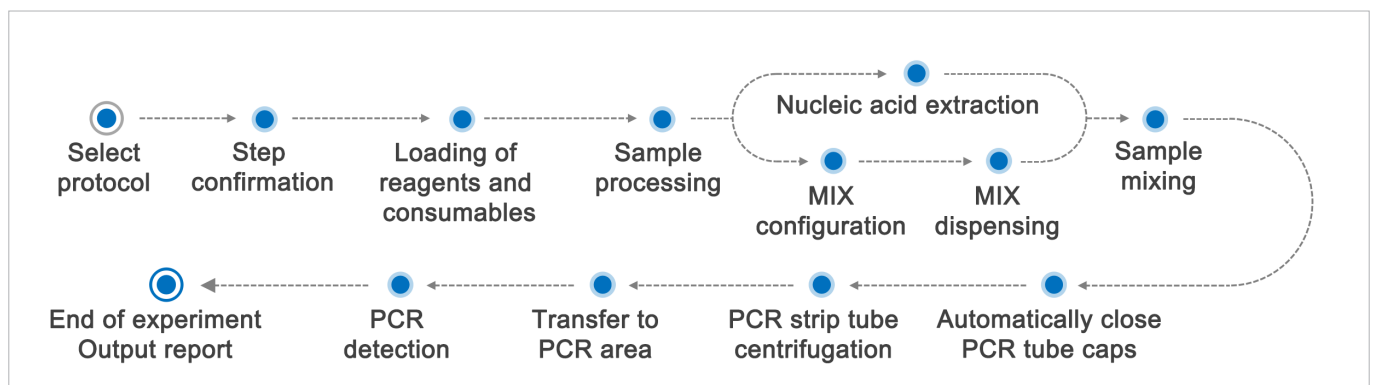 Select
protocol
Step
confirmation
Loading of
reagents and
consumables
Sample
processing
Nucleic acid extraction
MIX
configuration
MIX
dispensing
Sample
mixing
Automatically close
PCR tube caps
PCR strip tube
centrifugation
Transfer to
PCR area
PCR
detection
End of experiment
Output report